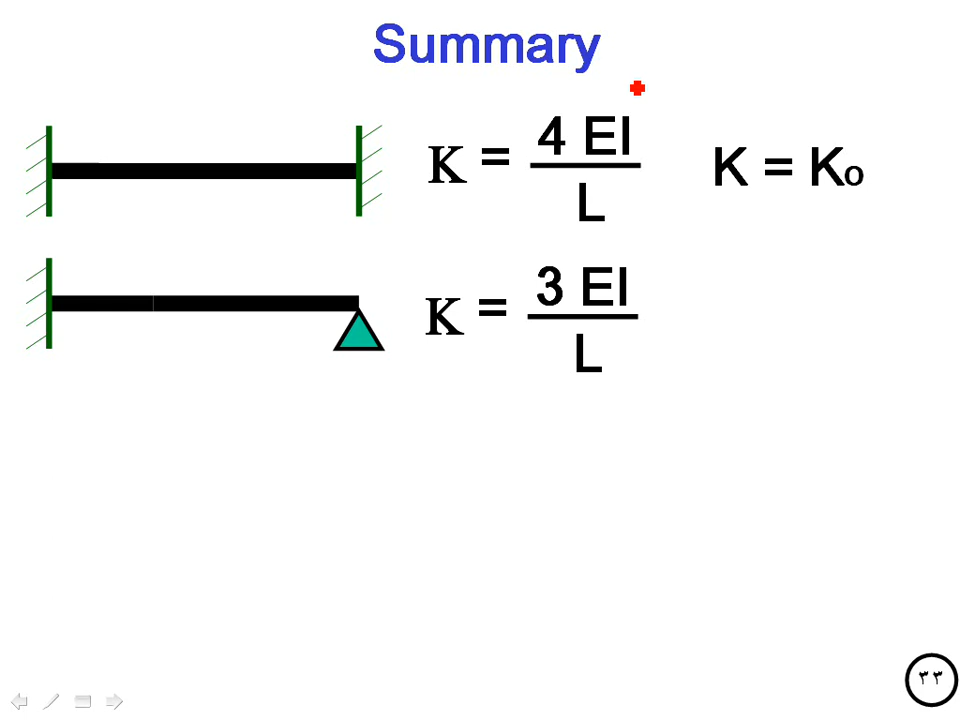 Summary
K = 4 EI / L
K = Ko
K = 3 EI / L
٣٣